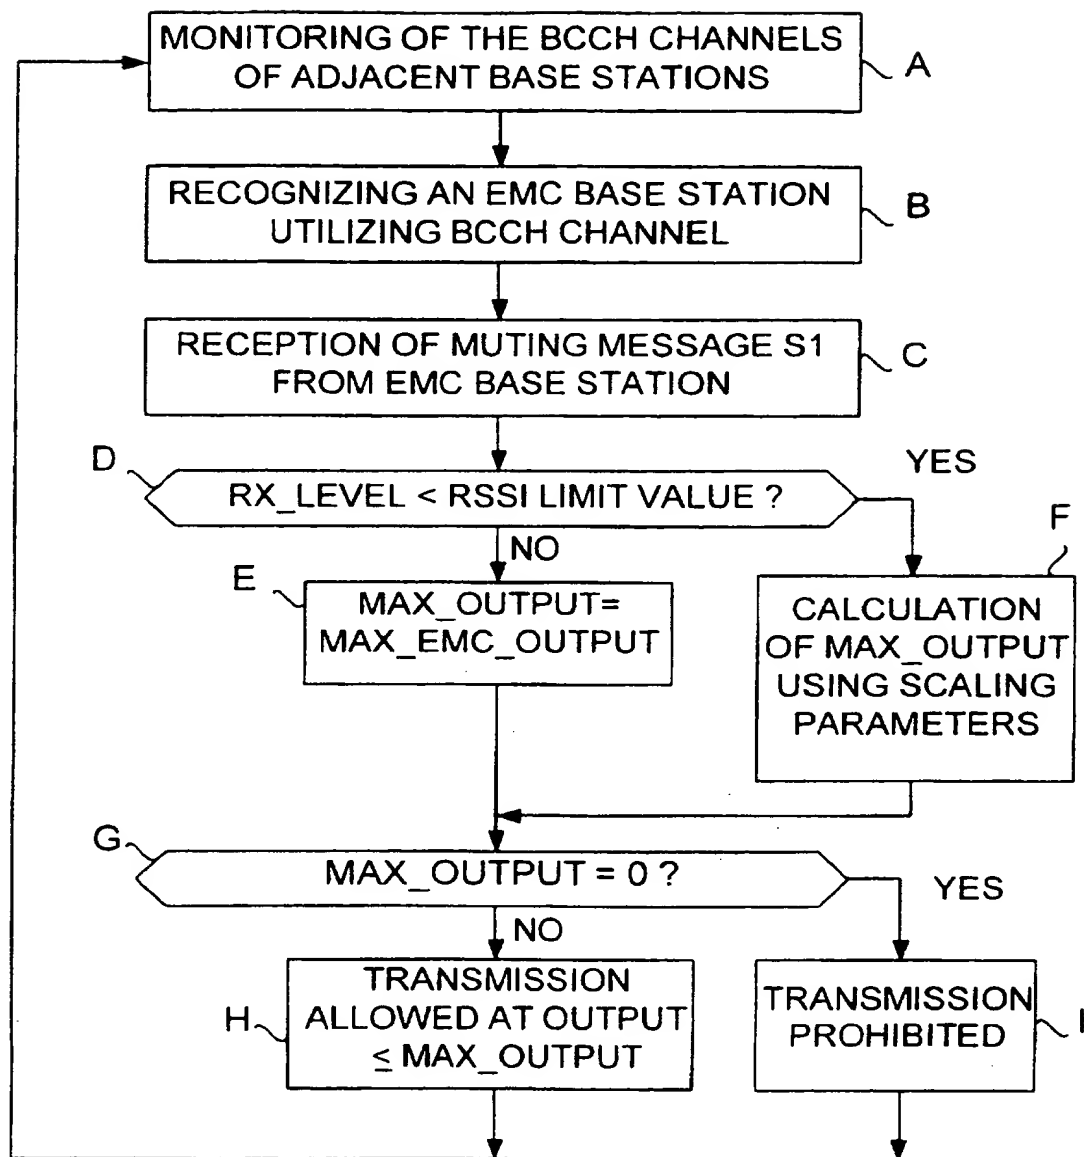 MONITORING OF THE BCCH CHANNELS
OF ADJACENT BASE STATIONS
A
RECOGNIZING AN EMC BASE STATION
UTILIZING BCCH CHANNEL
B
RECEPTION OF MUTING MESSAGE S1
FROM EMC BASE STATION
C
D
RX_LEVEL < RSSI LIMIT VALUE ?
YES
NO
E
MAX_OUTPUT=
MAX_EMC_OUTPUT
F
CALCULATION
OF MAX_OUTPUT
USING SCALING
PARAMETERS
G
MAX_OUTPUT = 0 ?
YES
NO
H
TRANSMISSION
ALLOWED AT OUTPUT
≤ MAX_OUTPUT
TRANSMISSION
PROHIBITED
I